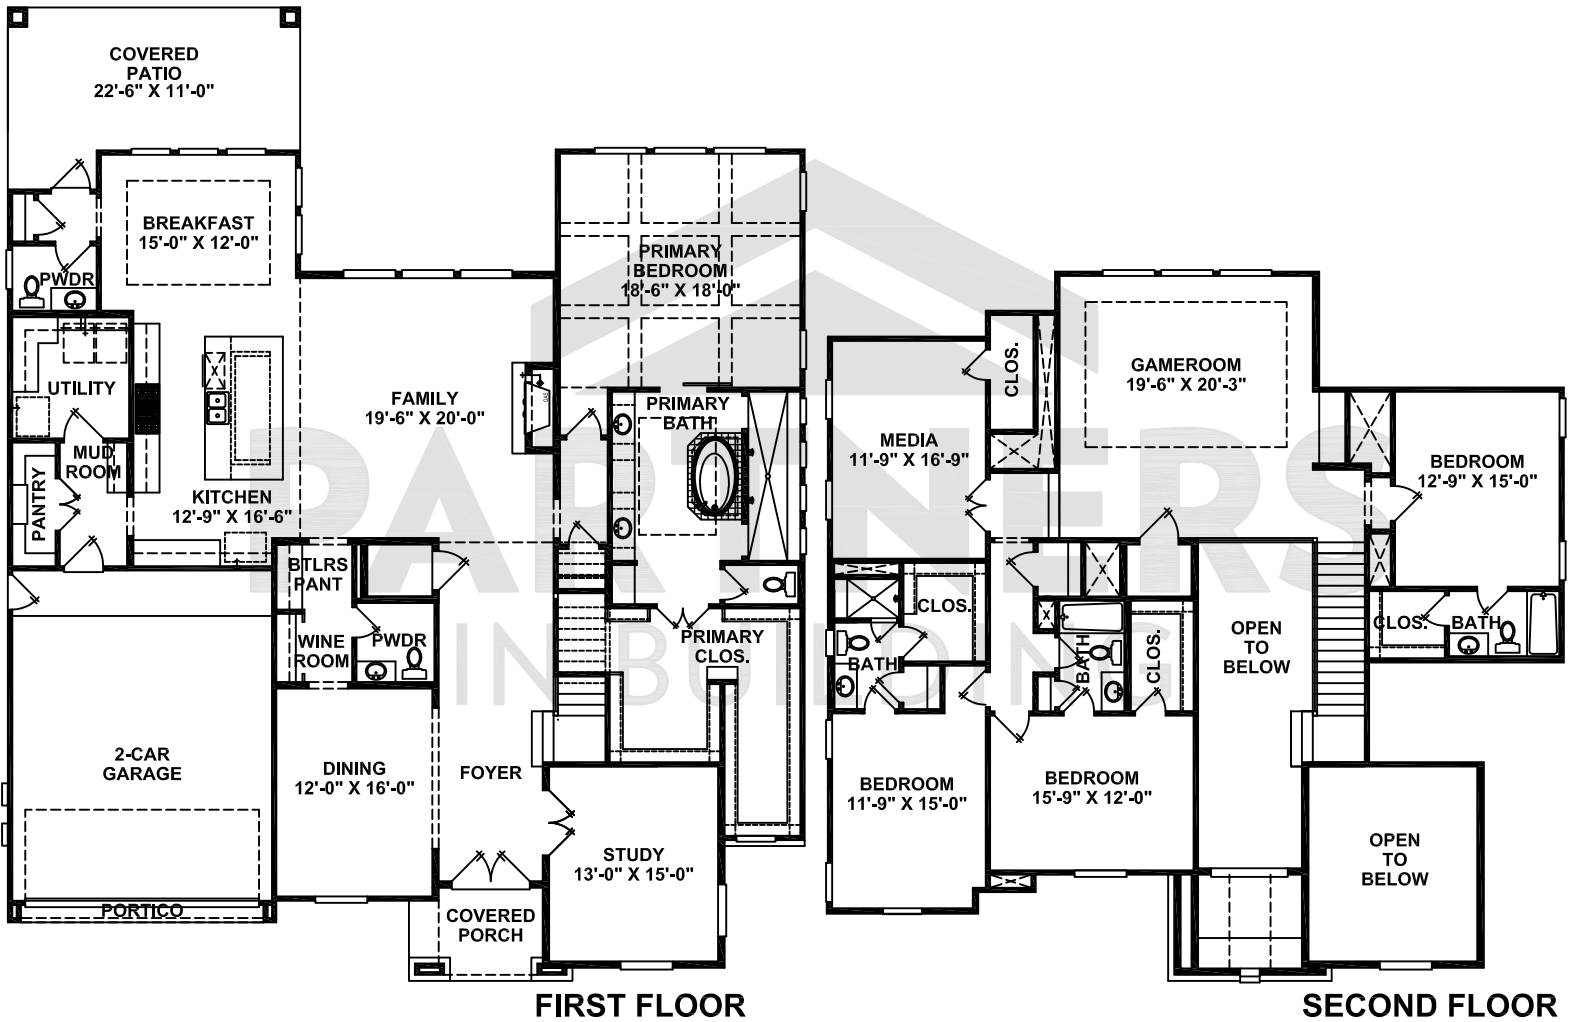 COVERED
PATIO
22'-6" X 11'-0"
BREAKFAST
15'-0" X 12'-0"
PWDR
UTILITY
MUD
ROOM
PANTRY
KITCHEN
12'-9" X 16'-6"
FAMILY
19'-6" X 20'-0"
GAS
PRIMARY
BEDROOM
18'-6" X 18'-0"
PRIMARY
BATH
BTLRS
PANT
WINE
ROOM
PWDR
PRIMARY
CLOS.
2-CAR
GARAGE
DINING
12'-0" X 16'-0"
FOYER
STUDY
13'-0" X 15'-0"
PORTICO
COVERED
PORCH
FIRST FLOOR
GAMEROOM
19'-6" X 20'-3"
CLOS.
MEDIA
11'-9" X 16'-9"
BEDROOM
12'-9" X 15'-0"
CLOS.
BATH
CLOS.
BATH
BATH
CLOS.
OPEN
TO
BELOW
BEDROOM
11'-9" X 15'-0"
BEDROOM
15'-9" X 12'-0"
OPEN
TO
BELOW
SECOND FLOOR
PARTNERS
IN BUILDING